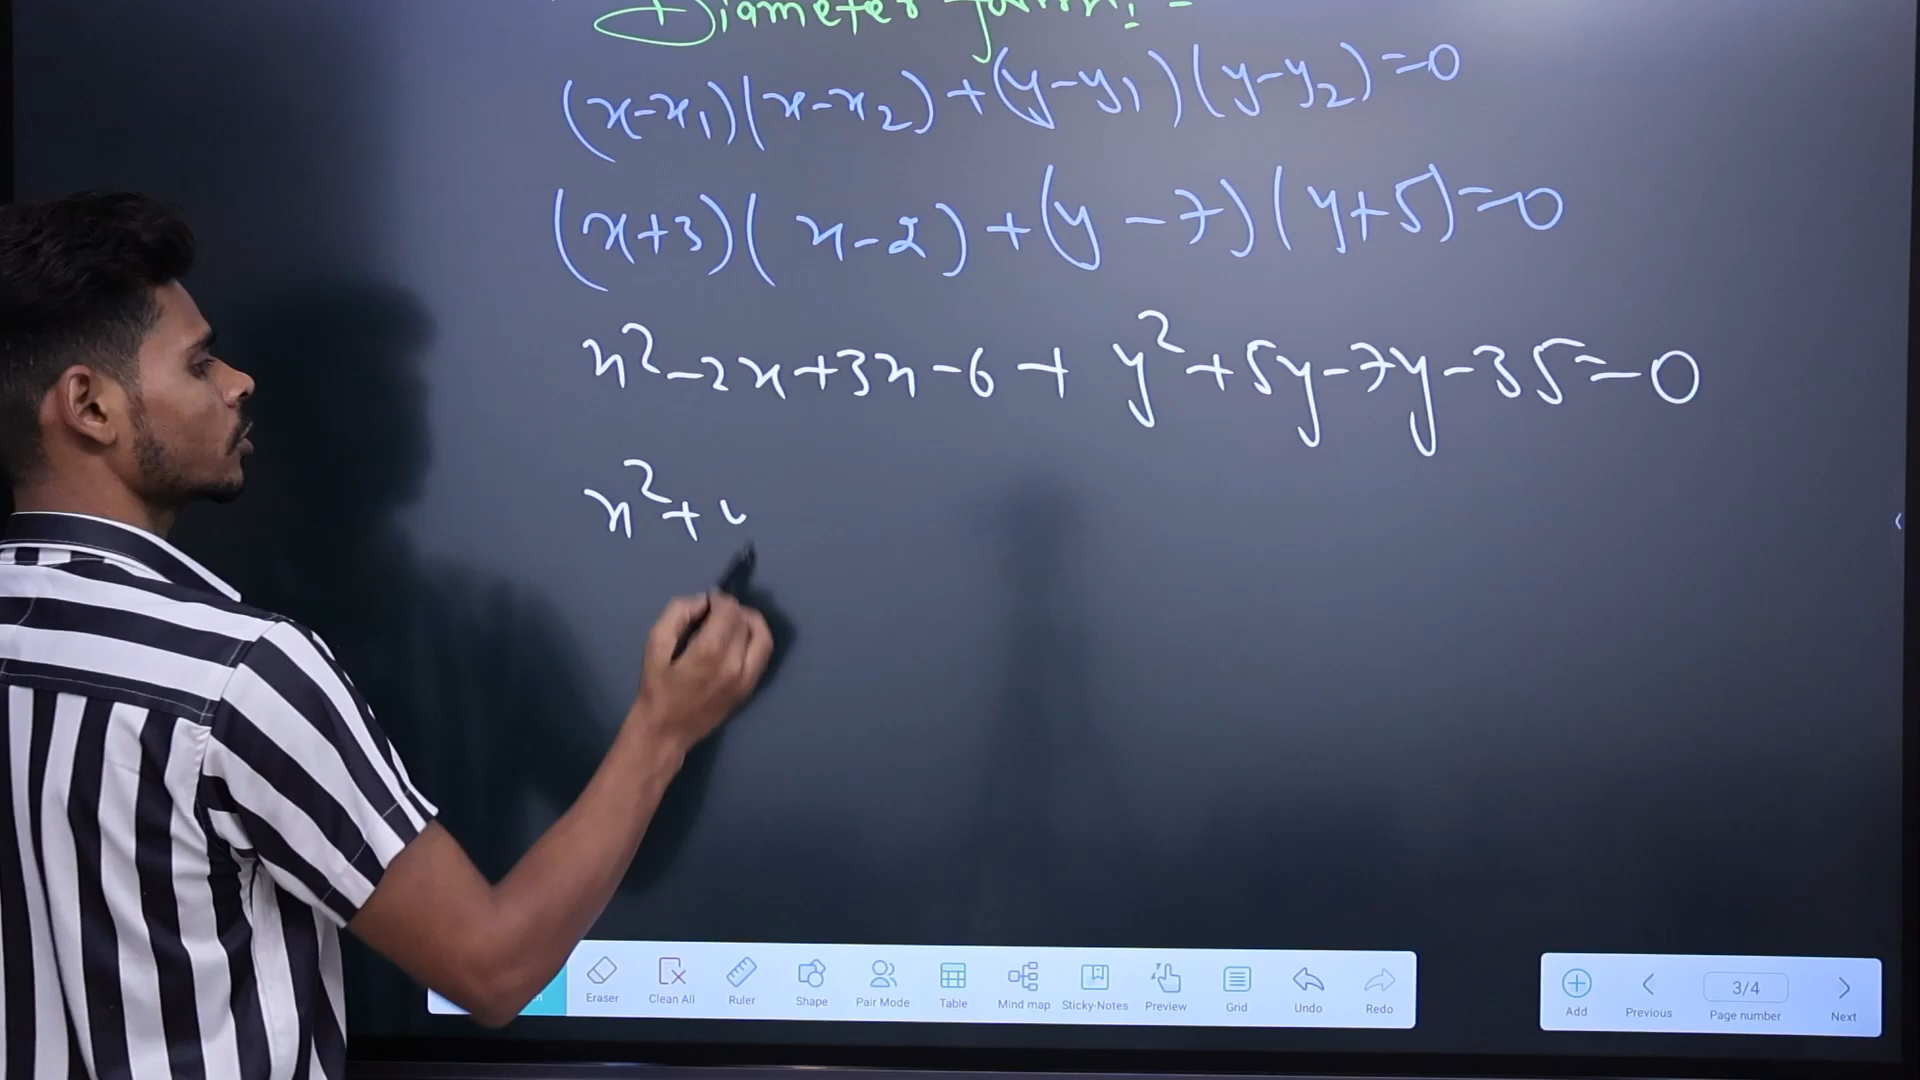 Diameter form: -
(x-x₁)(x-x₂)+(y-y₁)(y-y₂)=0
(x+3)(x-2)+(y-7)(y+5)=0
x²-2x+3x-6+y²+5y-7y-35=0
x²+
Eraser Clean All Ruler Shape Pair Mode Table Mind map Sticky-Notes Preview Grid Undo Redo
Add Previous 3/4 Page number Next